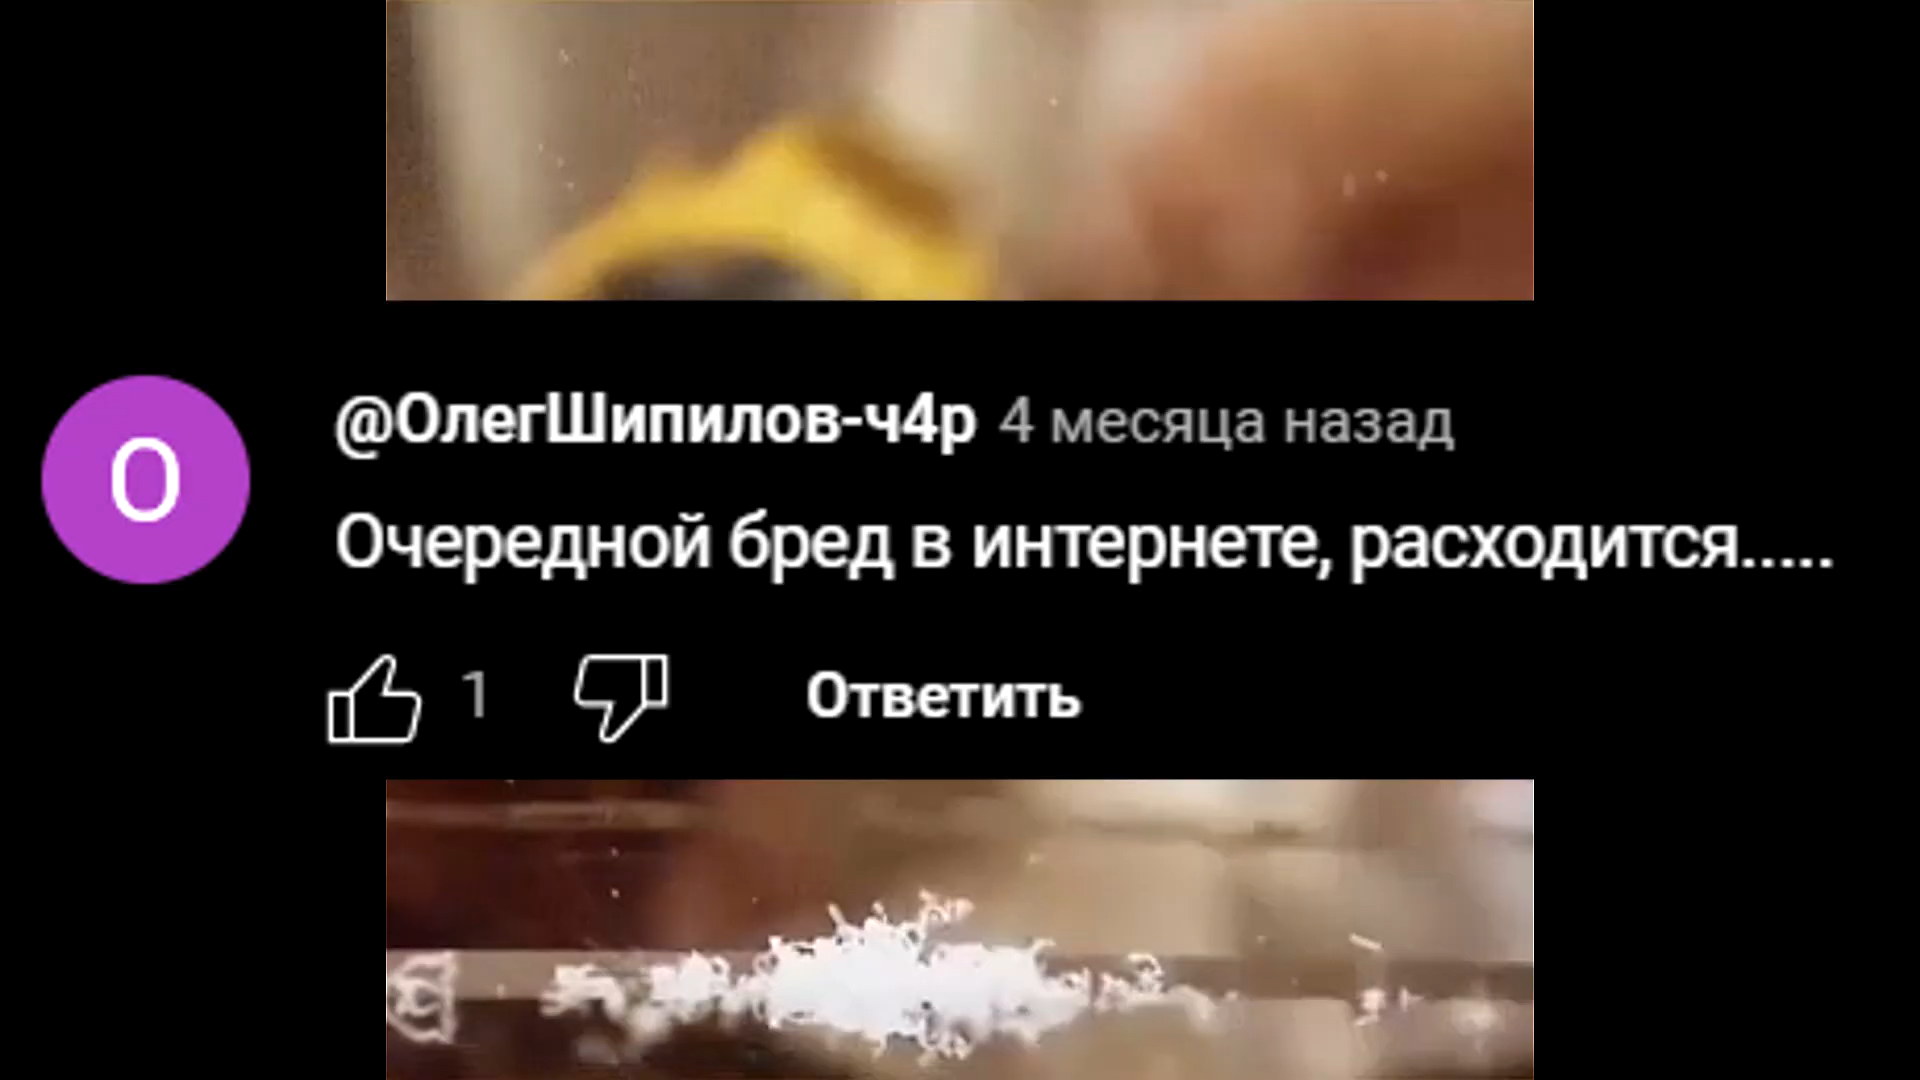 @ОлегШипилов-ч4р 4 месяца назад
О
Очередной бред в интернете, расходится.....
1 Ответить